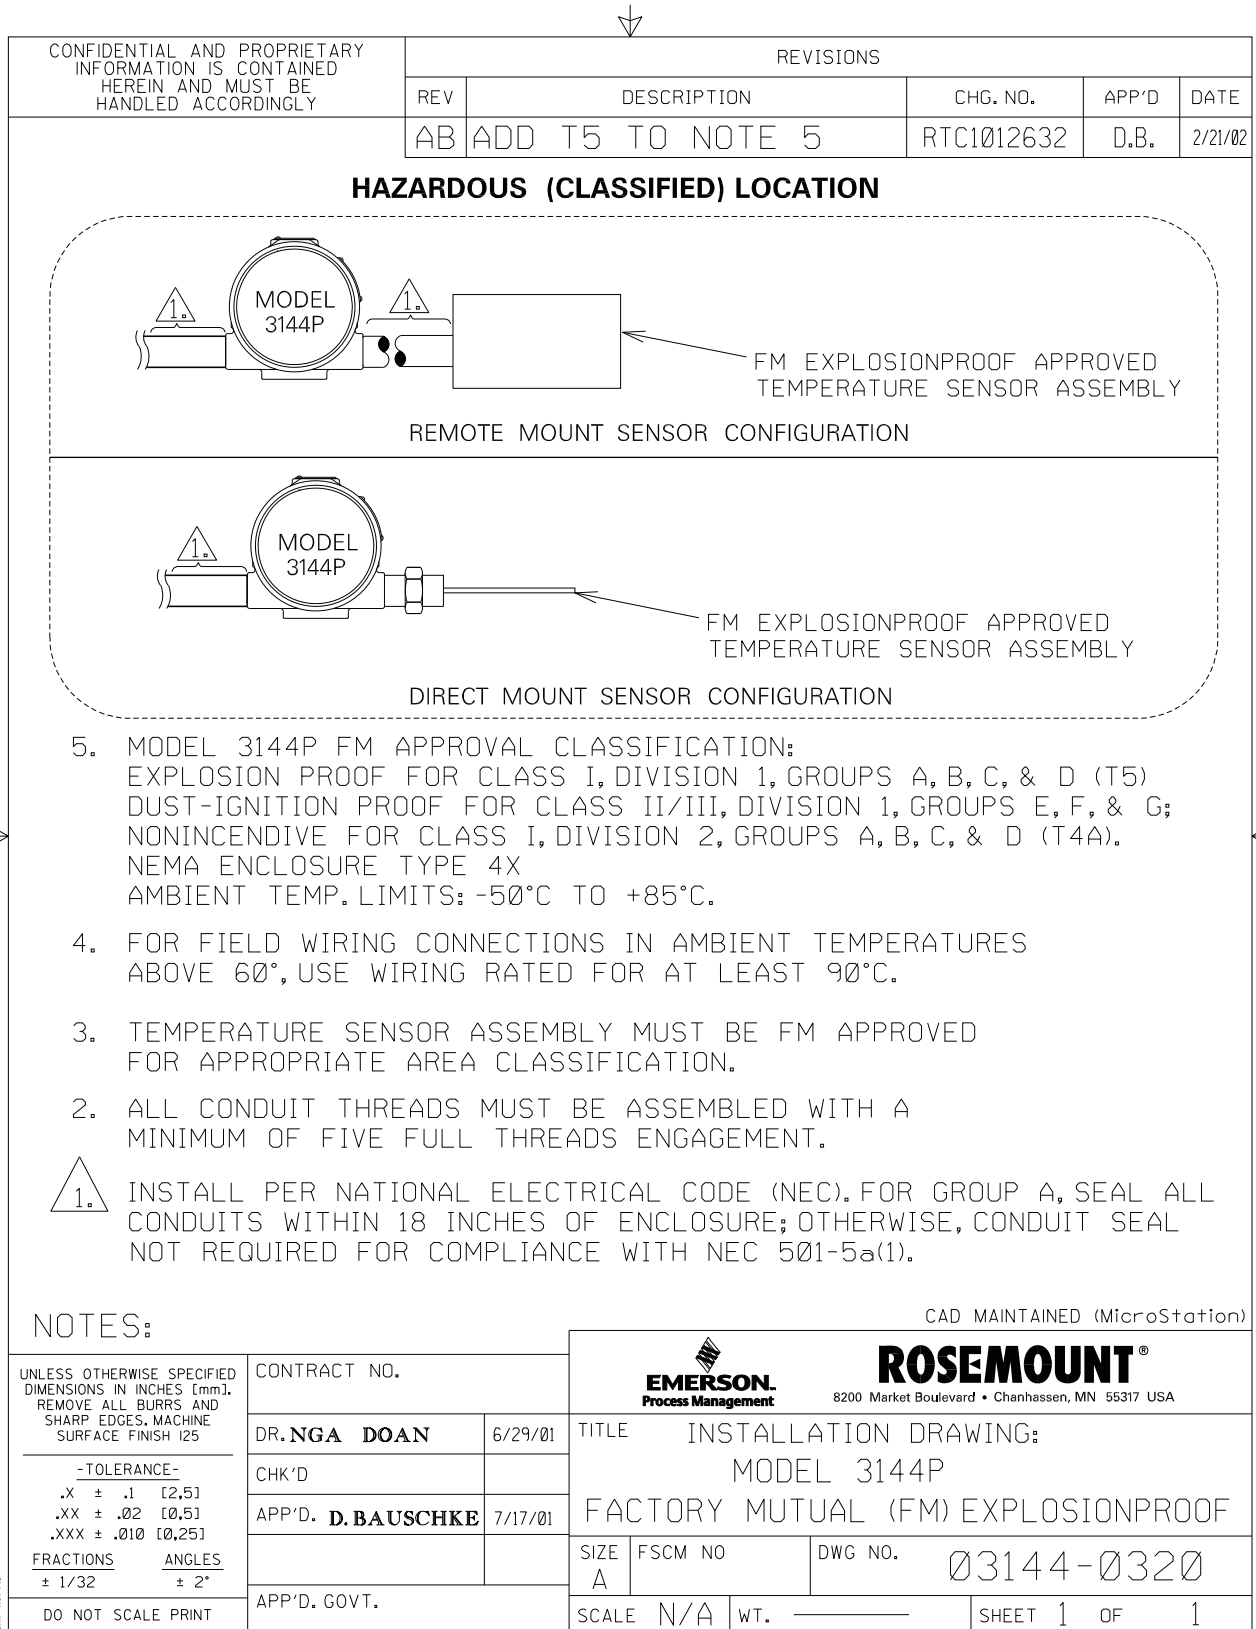 CONFIDENTIAL AND PROPRIETARY
INFORMATION IS CONTAINED
HEREIN AND MUST BE
HANDLED ACCORDINGLY
REVISIONS
REV DESCRIPTION CHG. NO. APP'D DATE
AB ADD T5 TO NOTE 5 RTC1012632 D.B. 2/21/02
HAZARDOUS (CLASSIFIED) LOCATION
1. 1.
MODEL
3144P
FM EXPLOSIONPROOF APPROVED
TEMPERATURE SENSOR ASSEMBLY
REMOTE MOUNT SENSOR CONFIGURATION
1.
MODEL
3144P
FM EXPLOSIONPROOF APPROVED
TEMPERATURE SENSOR ASSEMBLY
DIRECT MOUNT SENSOR CONFIGURATION
5. MODEL 3144P FM APPROVAL CLASSIFICATION:
EXPLOSION PROOF FOR CLASS I, DIVISION 1, GROUPS A, B, C, & D (T5)
DUST-IGNITION PROOF FOR CLASS II/III, DIVISION 1, GROUPS E, F, & G;
NONINCENDIVE FOR CLASS I, DIVISION 2, GROUPS A, B, C, & D (T4A).
NEMA ENCLOSURE TYPE 4X
AMBIENT TEMP. LIMITS: -50°C TO +85°C.
4. FOR FIELD WIRING CONNECTIONS IN AMBIENT TEMPERATURES
ABOVE 60°, USE WIRING RATED FOR AT LEAST 90°C.
3. TEMPERATURE SENSOR ASSEMBLY MUST BE FM APPROVED
FOR APPROPRIATE AREA CLASSIFICATION.
2. ALL CONDUIT THREADS MUST BE ASSEMBLED WITH A
MINIMUM OF FIVE FULL THREADS ENGAGEMENT.
1. INSTALL PER NATIONAL ELECTRICAL CODE (NEC). FOR GROUP A, SEAL ALL
CONDUITS WITHIN 18 INCHES OF ENCLOSURE; OTHERWISE, CONDUIT SEAL
NOT REQUIRED FOR COMPLIANCE WITH NEC 501-5a(1).
NOTES:
CAD MAINTAINED (MicroStation)
UNLESS OTHERWISE SPECIFIED
DIMENSIONS IN INCHES [mm].
REMOVE ALL BURRS AND
SHARP EDGES. MACHINE
SURFACE FINISH 125
-TOLERANCE-
.X ± .1 [2,5]
.XX ± .02 [0,5]
.XXX ± .010 [0,25]
FRACTIONS ANGLES
± 1/32 ± 2°
DO NOT SCALE PRINT
CONTRACT NO.
DR. NGA DOAN 6/29/01
CHK'D
APP'D. D. BAUSCHKE 7/17/01
APP'D. GOVT.
EMERSON
Process Management
ROSEMOUNT®
8200 Market Boulevard • Chanhassen, MN 55317 USA
TITLE INSTALLATION DRAWING:
MODEL 3144P
FACTORY MUTUAL (FM) EXPLOSIONPROOF
SIZE A FSCM NO DWG NO. 03144-0320
SCALE N/A WT. SHEET 1 OF 1